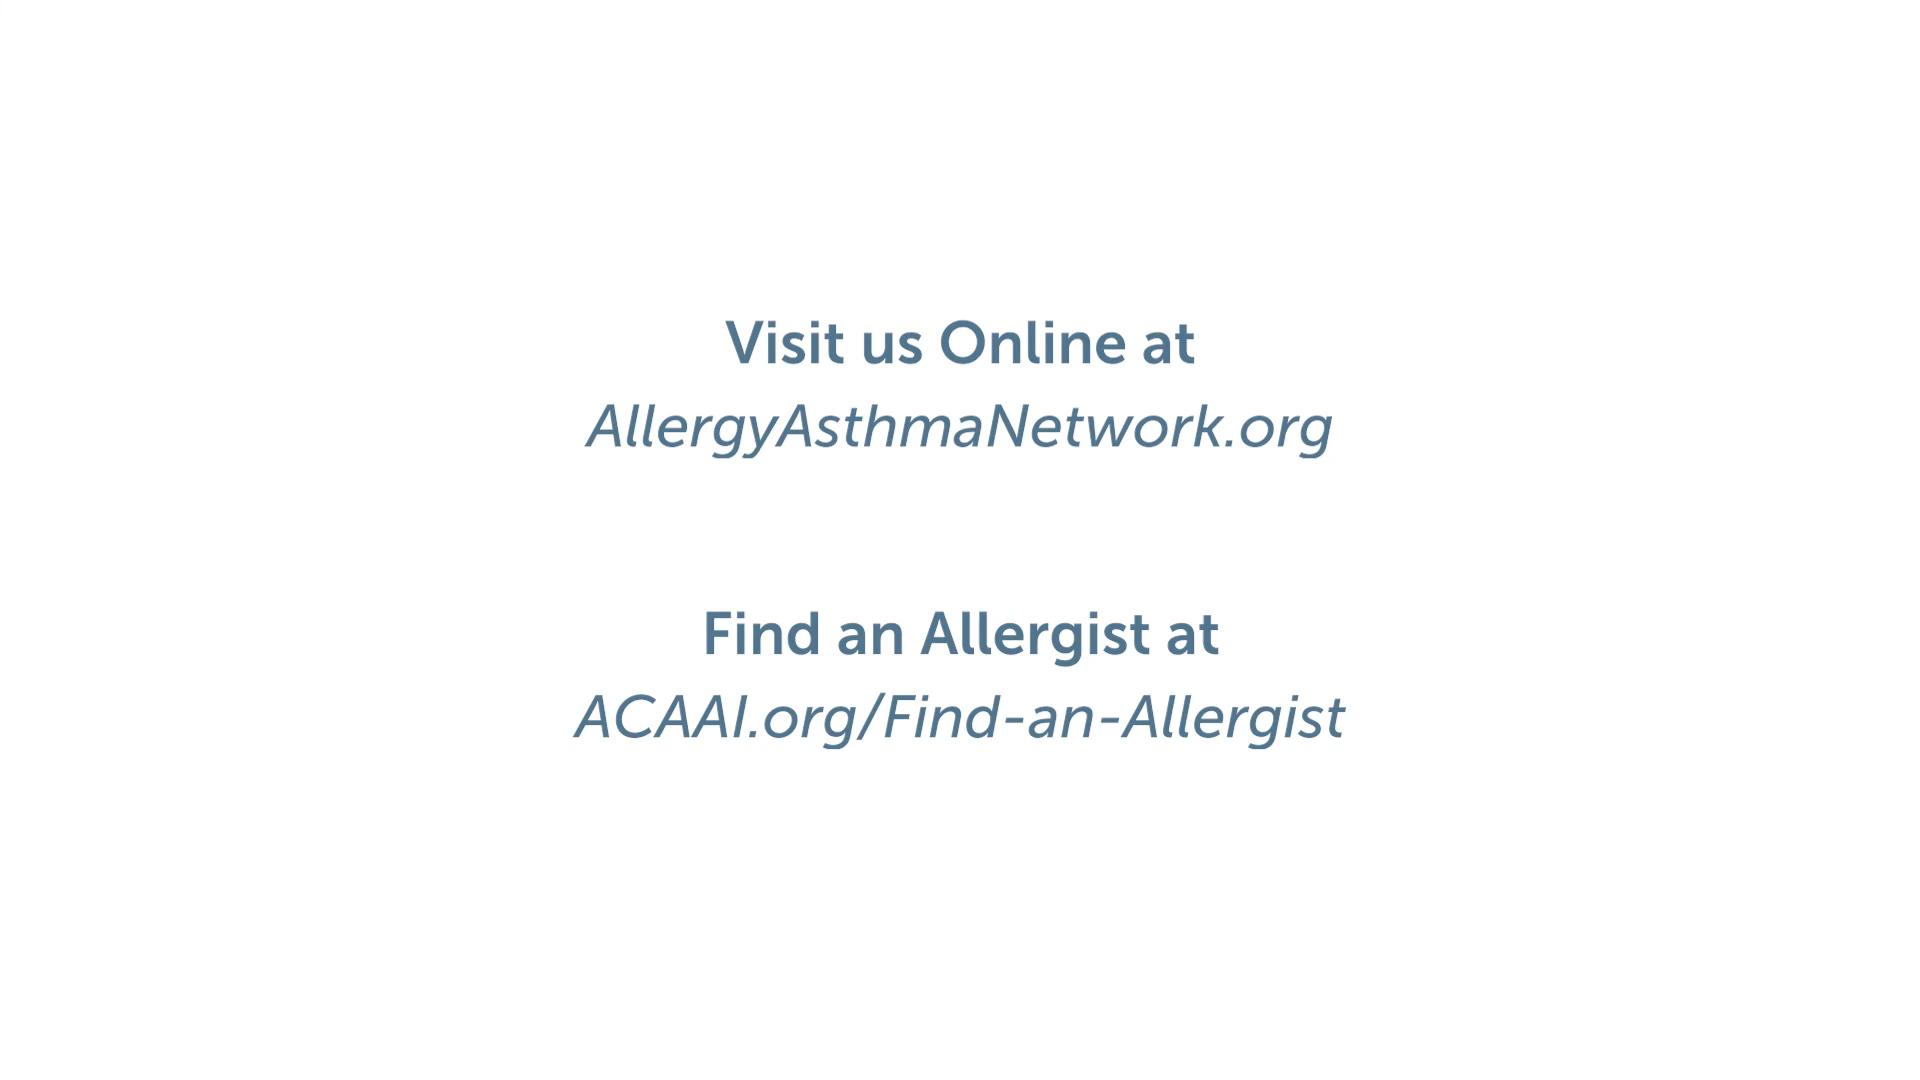 Visit us Online at
AllergyAsthmaNetwork.org
Find an Allergist at
ACAAI.org/Find-an-Allergist